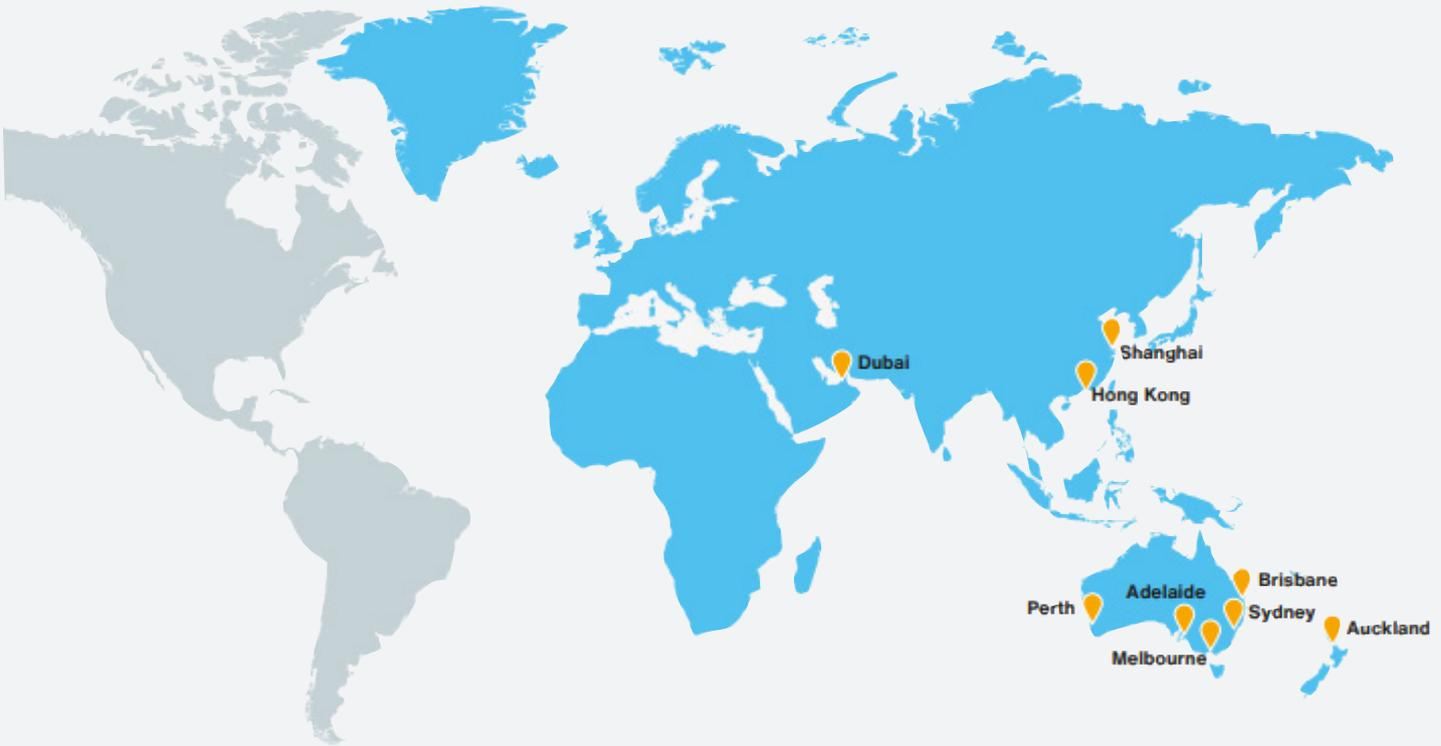 Shanghai
Dubai
Hong Kong
Brisbane
Adelaide
Perth
Sydney
Auckland
Melbourne